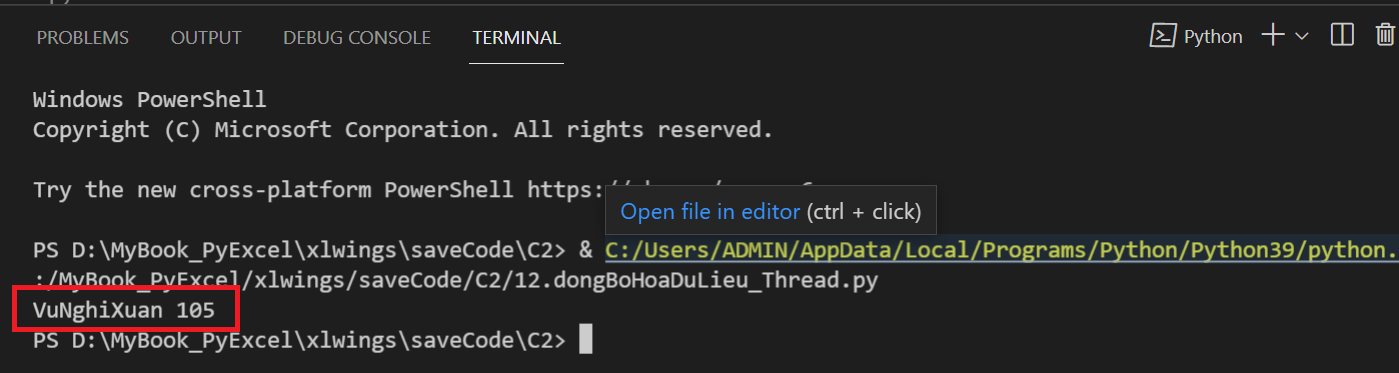 PROBLEMS OUTPUT DEBUG CONSOLE TERMINAL Python
Windows PowerShell
Copyright (C) Microsoft Corporation. All rights reserved.
Try the new cross-platform PowerShell https:/
Open file in editor (ctrl + click)
PS D:\MyBook_PyExcel\xlwings\saveCode\C2> & C:/Users/ADMIN/AppData/Local/Programs/Python/Python39/python.
:/MyBook_PyExcel/xlwings/saveCode/C2/12.dongBoHoaDuLieu_Thread.py
VuNghiXuan 105
PS D:\MyBook_PyExcel\xlwings\saveCode\C2>